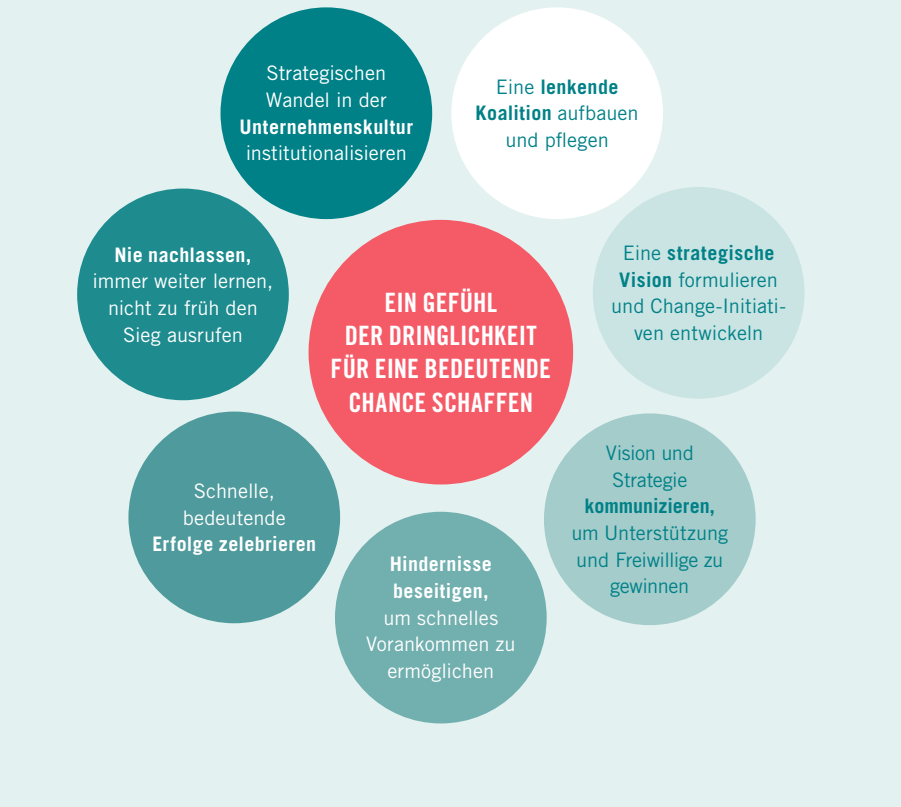 Strategischen
Wandel in der
Unternehmenskultur
institutionalisieren
Eine lenkende
Koalition aufbauen
und pflegen
Nie nachlassen,
immer weiter lernen,
nicht zu früh den
Sieg ausrufen
EIN GEFÜHL
DER DRINGLICHKEIT
FÜR EINE BEDEUTENDE
CHANCE SCHAFFEN
Eine strategische
Vision formulieren
und Change-Initiati-
ven entwickeln
Schnelle,
bedeutende
Erfolge zelebrieren
Hindernisse
beseitigen,
um schnelles
Vorankommen zu
ermöglichen
Vision und
Strategie
kommunizieren,
um Unterstützung
und Freiwillige zu
gewinnen